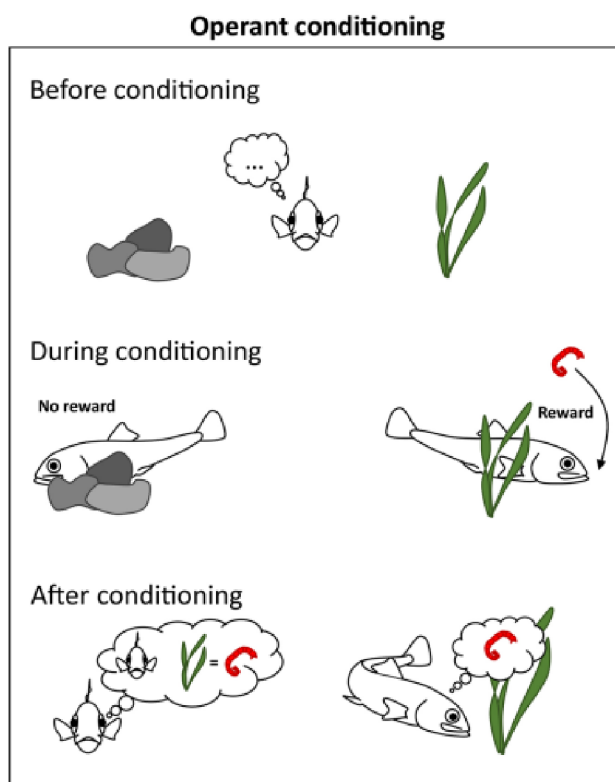 Operant conditioning
Before conditioning
...
During conditioning
No reward
Reward
After conditioning
=